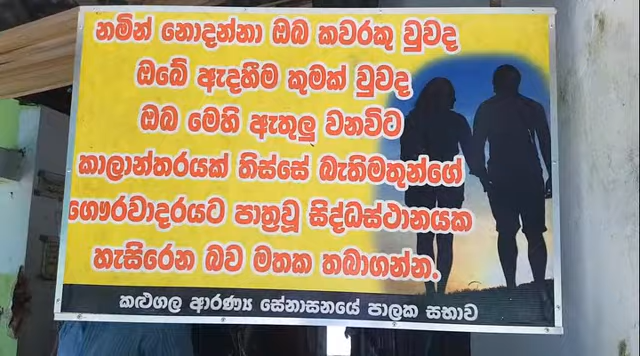 නමින් නොදන්නා ඔබ කවරකු වුවද
ඔබේ ඇදහීම කුමක් වුවද
ඔබ මෙහි ඇතුලු වනවිට
කාලාන්තරයක් තිස්සේ බැතිමතුන්ගේ
ගෞරවාදරයට පාත්‍රවූ සිද්ධස්ථානයක
හැසිරෙන බව මතක තබාගන්න.
කළුගල ආරණ්‍ය සේනාසනයේ පාලක සභාව